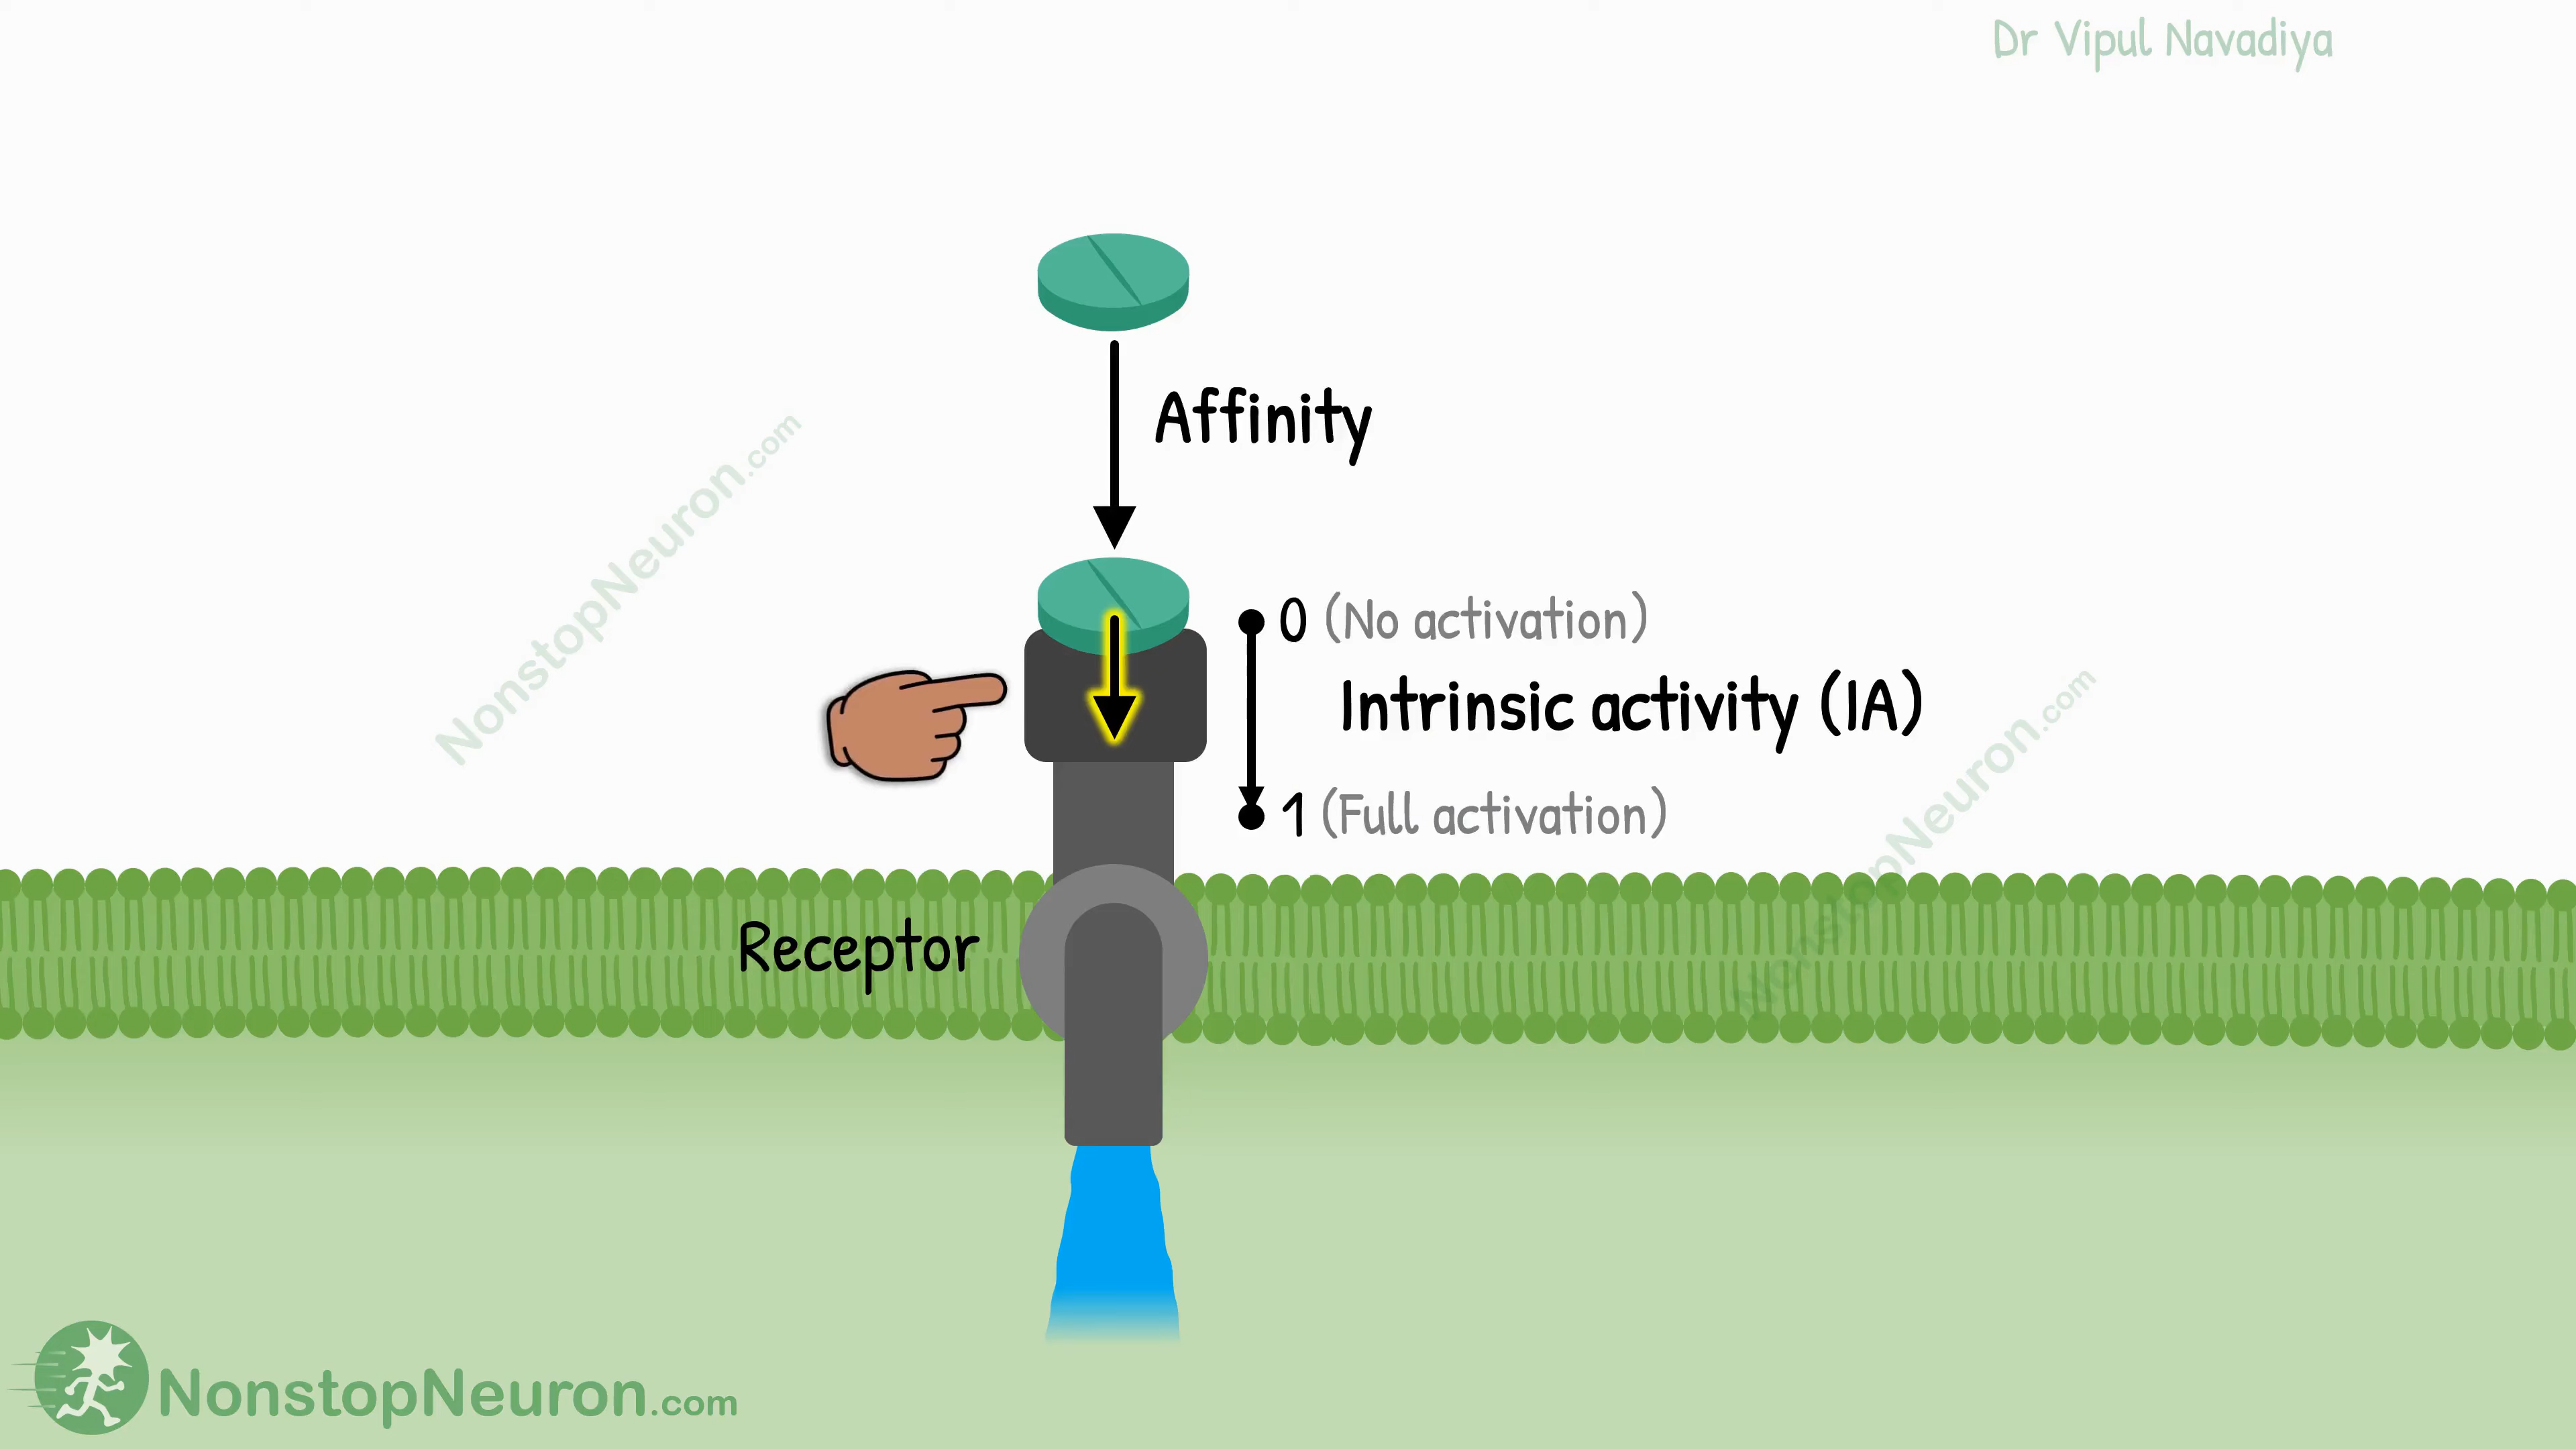 Dr Vipul Navadiya
Affinity
NonstopNeuron.com
0 (No activation)
Intrinsic activity (IA)
1 (Full activation)
NonstopNeuron.com
Receptor
NonstopNeuron.com